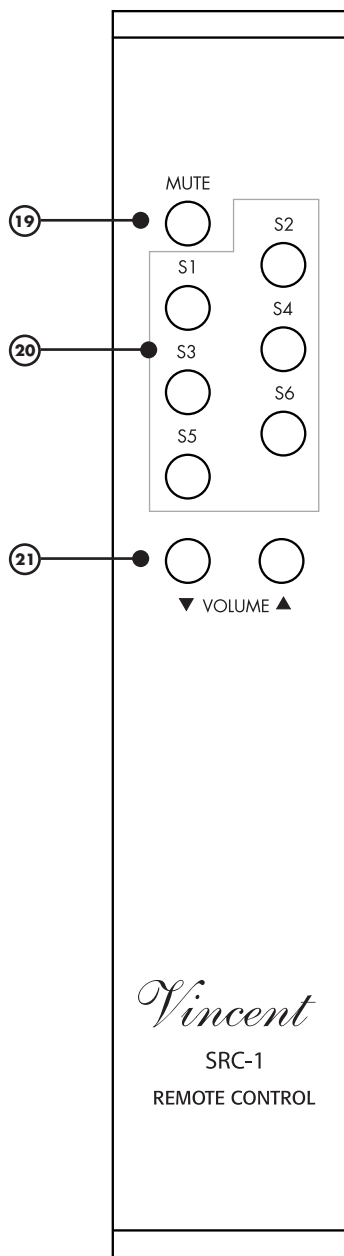 MUTE
19
S2
S1
S4
20
S3
S6
S5
21
▼ VOLUME ▲
Vincent
SRC-1
REMOTE CONTROL